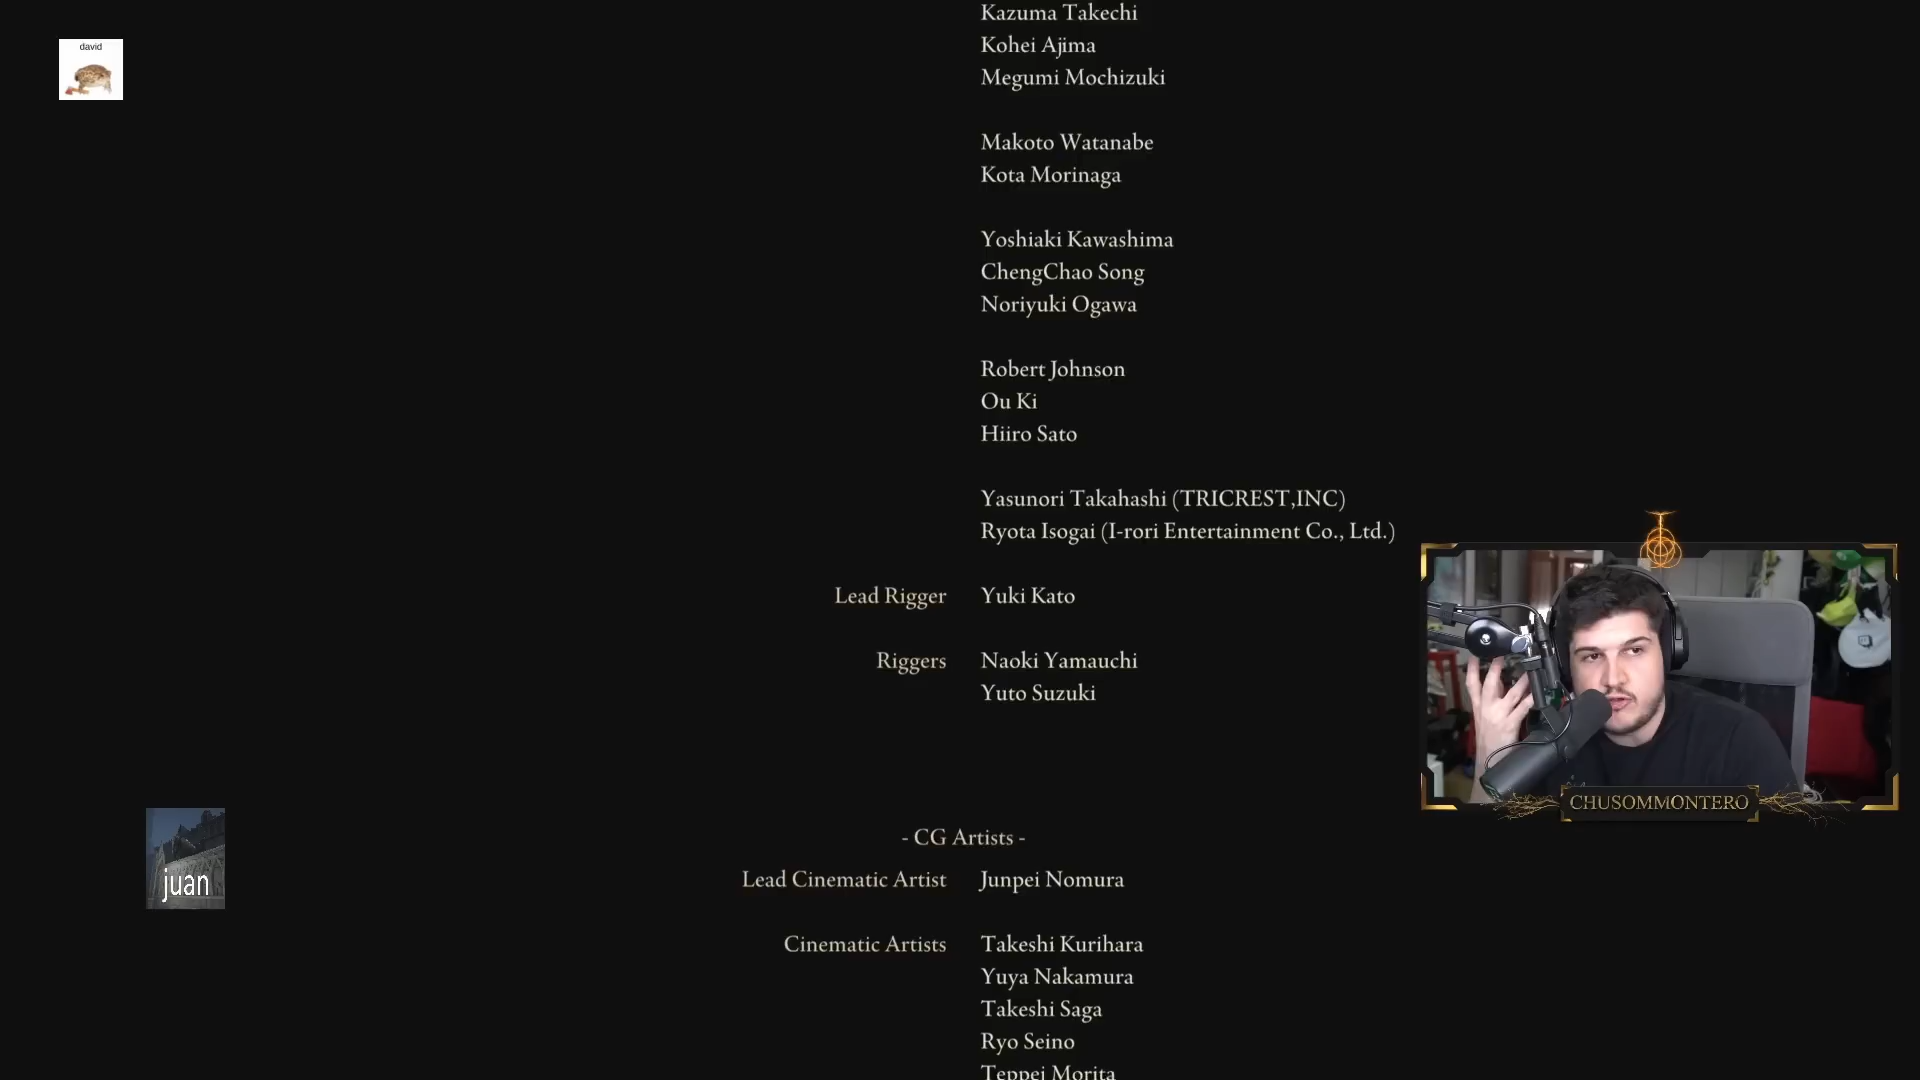 david
Kazuma Takechi
Kohei Ajima
Megumi Mochizuki
Makoto Watanabe
Kota Morinaga
Yoshiaki Kawashima
ChengChao Song
Noriyuki Ogawa
Robert Johnson
Ou Ki
Hiiro Sato
Yasunori Takahashi (TRICREST,INC)
Ryota Isogai (I-rori Entertainment Co., Ltd.)
Lead Rigger Yuki Kato
Riggers Naoki Yamauchi
Yuto Suzuki
CHUSOMMONTERO
- CG Artists -
juan
Lead Cinematic Artist Junpei Nomura
Cinematic Artists Takeshi Kurihara
Yuya Nakamura
Takeshi Saga
Ryo Seino
Teppei Morita